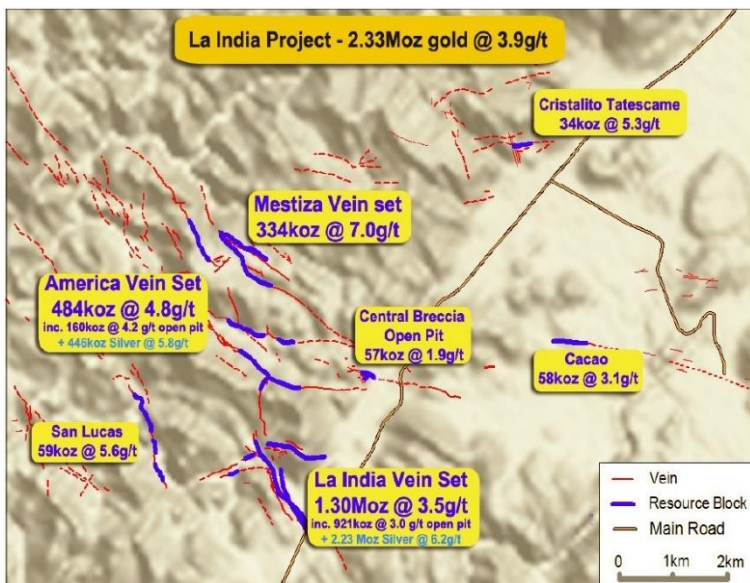 La India Project - 2.33Moz gold @ 3.9g/t
Cristalito Tatescame
34koz @ 5.3g/t
Mestiza Vein set
334koz @ 7.0g/t
America Vein Set
484koz @ 4.8g/t
inc. 160koz @ 4.2 g/t open pit
+ 446koz Silver @ 5.8g/t
Central Breccia
Open Pit
57koz @ 1.9g/t
Cacao
58koz @ 3.1g/t
San Lucas
59koz @ 5.6g/t
La India Vein Set
1.30Moz @ 3.5g/t
inc. 921koz @ 3.0 g/t open pit
+ 2.23 Moz Silver @ 6.2g/t
Vein
Resource Block
Main Road
0 1km 2km